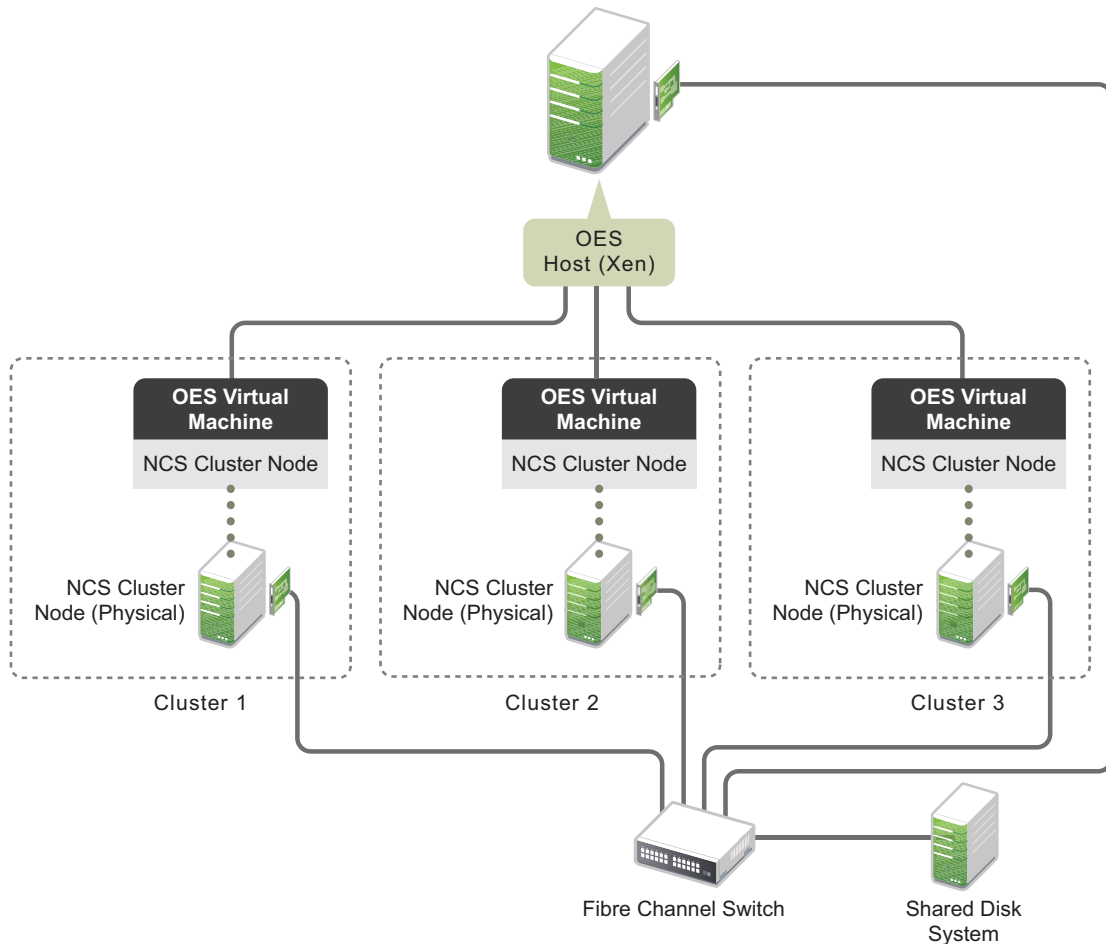 OES
Host (Xen)
OES Virtual
Machine
NCS Cluster Node
NCS Cluster
Node (Physical)
Cluster 1
OES Virtual
Machine
NCS Cluster Node
NCS Cluster
Node (Physical)
Cluster 2
OES Virtual
Machine
NCS Cluster Node
NCS Cluster
Node (Physical)
Cluster 3
Fibre Channel Switch
Shared Disk
System